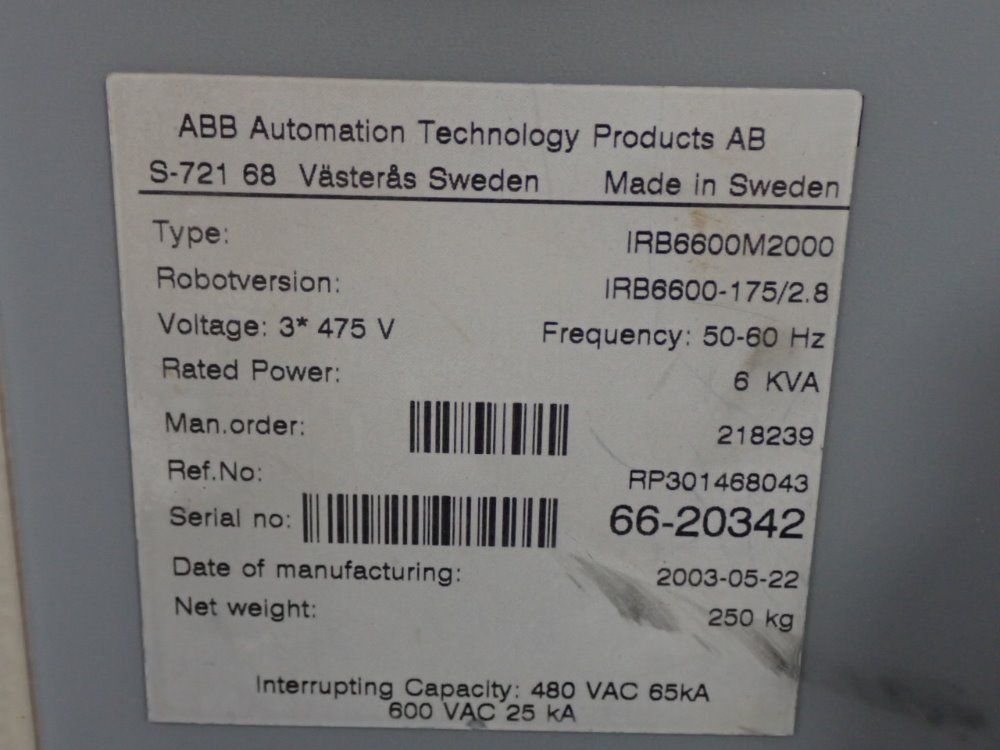 ABB Automation Technology Products AB
S-721 68 Västerås Sweden Made in Sweden
Type: IRB6600M2000
Robotversion: IRB6600-175/2.8
Voltage: 3* 475 V Frequency: 50-60 Hz
Rated Power: 6 KVA
Man.order: 218239
Ref.No: RP301468043
Serial no: 66-20342
Date of manufacturing: 2003-05-22
Net weight: 250 kg
Interrupting Capacity: 480 VAC 65kA
600 VAC 25 kA